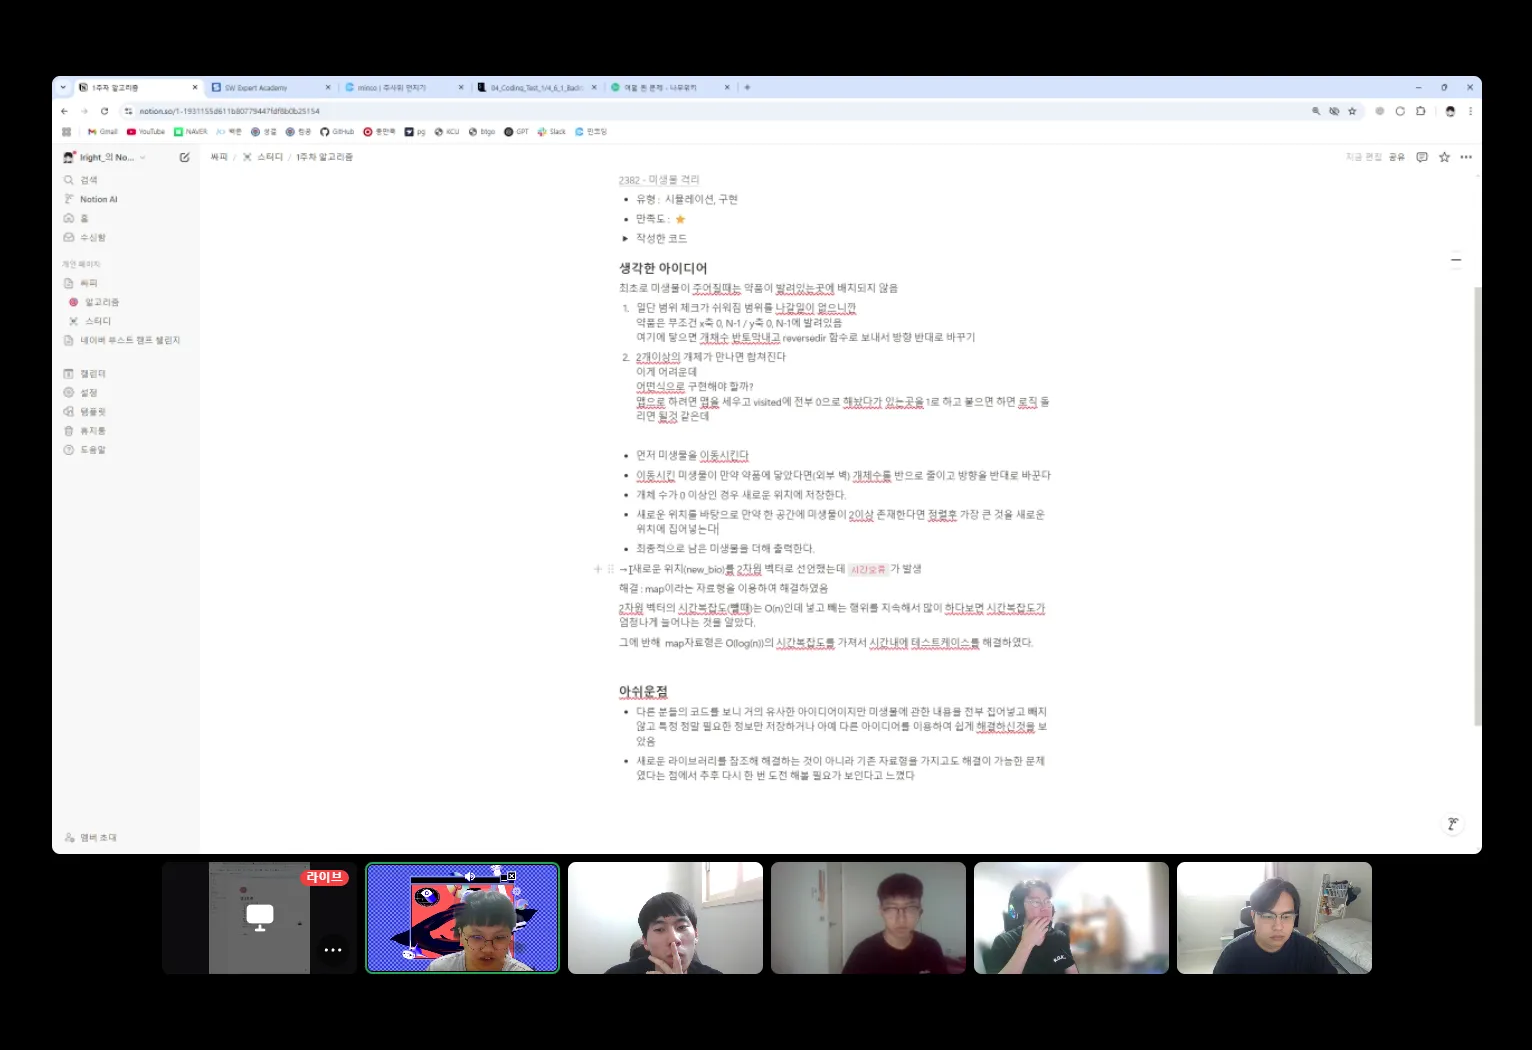 1주차 알고리즘
SW Expert Academy
minso | 주사위 던지기
04_Coding_Test_1/4_6_1_Back
여덟 퀸 문제 - 나무위키
notion.so/1-1931155d611b80779447fdf8b0b25154
Gmail
YouTube
NAVER
백준
GitHub
pg
KCU
btgo
GPT
Slack
민코딩
Iright_의 No...
싸피 / 스터디 / 1주차 알고리즘
지금 편집
공유
검색
Notion AI
홈
수신함
개인 페이지
싸피
알고리즘
스터디
네이버 부스트 캠프 챌린지
캘린더
설정
템플릿
휴지통
도움말
멤버 초대
2382 - 미생물 격리
유형 : 시뮬레이션, 구현
만족도 : ⭐
작성한 코드
생각한 아이디어
최초로 미생물이 주어질때는 약품이 발려있는곳에 배치되지 않음
1. 일단 범위 체크가 쉬워짐 범위를 나갈일이 없으니깐
약품은 무조건 x축 0, N-1 / y축 0, N-1에 발려있음
여기에 닿으면 개체수 반토막내고 reversedir 함수로 보내서 방향 반대로 바꾸기
2. 2개이상의 개체가 만나면 합쳐진다
이게 어려운데
어떤식으로 구현해야 할까?
맵으로 하려면 맵을 세우고 visited에 전부 0으로 해놨다가 있는곳을 1로 하고 붙으면 하면 로직 돌
리면 될것 같은데
먼저 미생물을 이동시킨다
이동시킨 미생물이 만약 약품에 닿았다면(외부 벽) 개체수를 반으로 줄이고 방향을 반대로 바꾼다
개체 수가 0 이상인 경우 새로운 위치에 저장한다.
새로운 위치를 바탕으로 만약 한 공간에 미생물이 2이상 존재한다면 정렬후 가장 큰 것을 새로운
위치에 집어넣는다
최종적으로 남은 미생물을 더해 출력한다.
→새로운 위치(new_bio)를 2차원 벡터로 선언했는데 시간오류 가 발생
해결 : map이라는 자료형을 이용하여 해결하였음
2차원 벡터의 시간복잡도(뺄때)는 O(n)인데 넣고 빼는 행위를 지속해서 많이 하다보면 시간복잡도가
엄청나게 늘어나는 것을 알았다.
그에 반해 map자료형은 O(log(n))의 시간복잡도를 가져서 시간내에 테스트케이스를 해결하였다.
아쉬운점
다른 분들의 코드를 보니 거의 유사한 아이디어이지만 미생물에 관한 내용을 전부 집어넣고 빼지
않고 특정 정말 필요한 정보만 저장하거나 아예 다른 아이디어를 이용하여 쉽게 해결하신것을 보
았음
새로운 라이브러리를 참조해 해결하는 것이 아니라 기존 자료형을 가지고도 해결이 가능한 문제
였다는 점에서 추후 다시 한 번 도전 해볼 필요가 보인다고 느꼈다
라이브